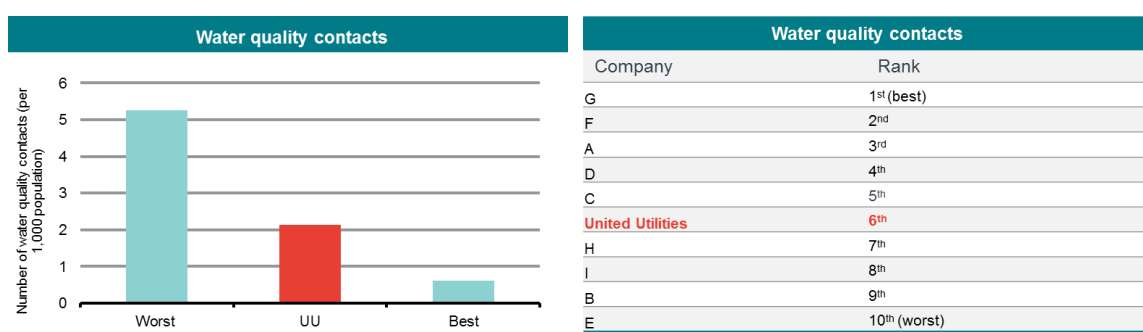 Water quality contacts
Number of water quality contacts (per
1,000 population)
6
5
4
3
2
1
0
Worst UU Best
Water quality contacts
Company Rank
G 1st (best)
F 2nd
A 3rd
D 4th
C 5th
United Utilities 6th
H 7th
I 8th
B 9th
E 10th (worst)